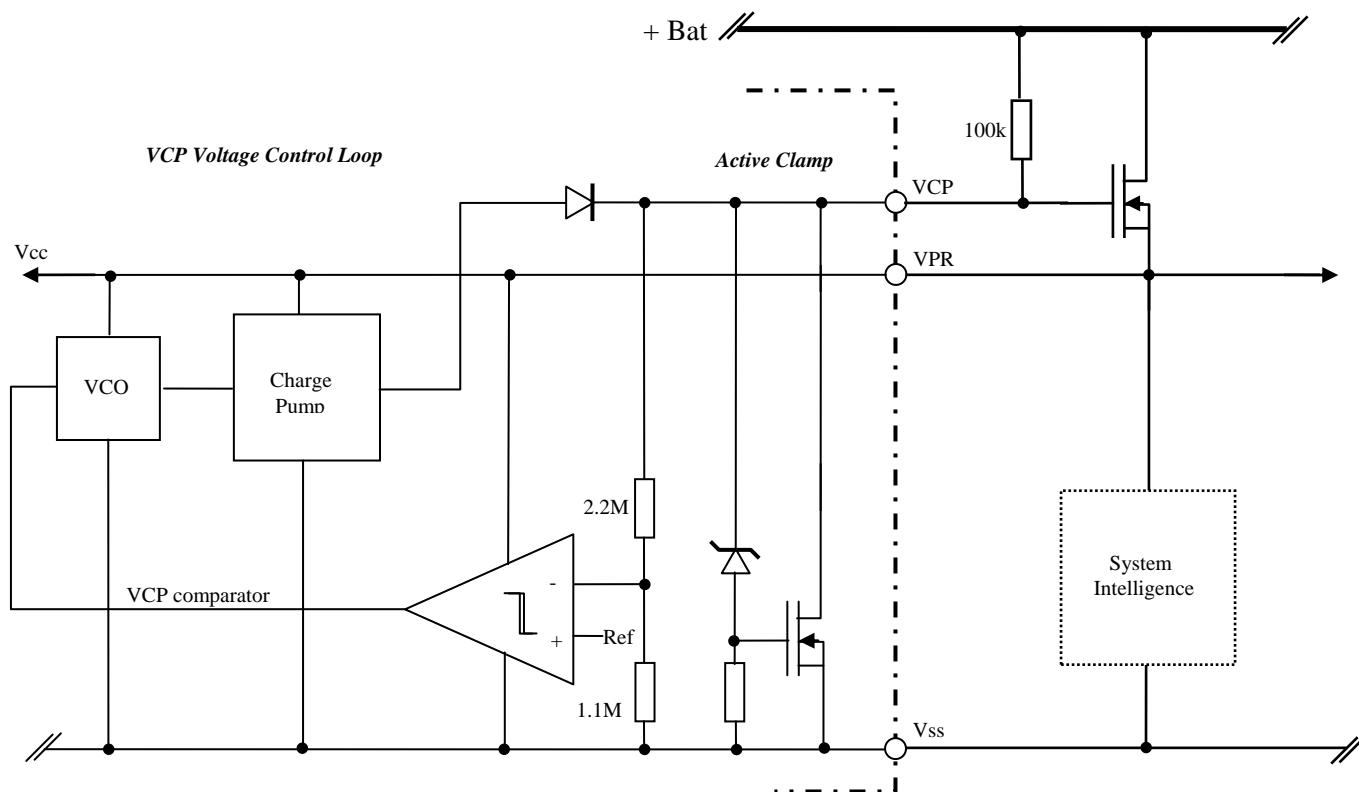 + Bat
100k
VCP Voltage Control Loop
Active Clamp
VCP
Vcc
VPR
VCO
Charge
Pump
2.2M
System
Intelligence
-
VCP comparator
+
Ref
1.1M
Vss